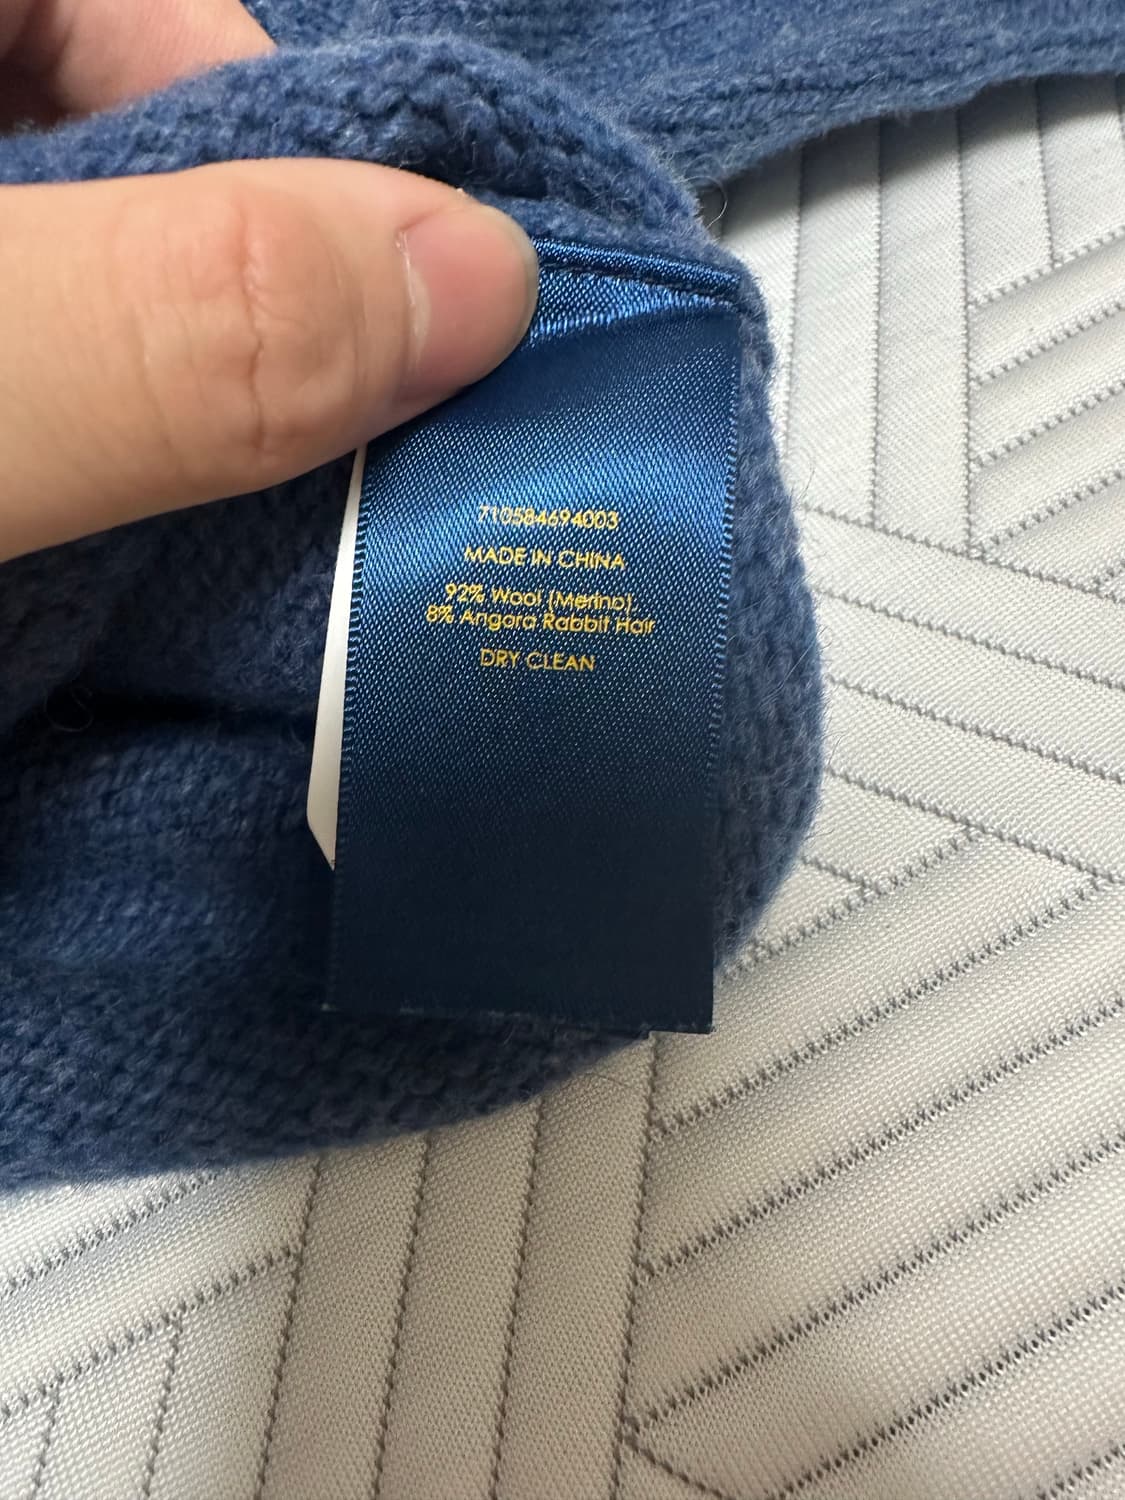 710584694003
MADE IN CHINA
92% Wool (Merino)
8% Angora Rabbit Hair
DRY CLEAN